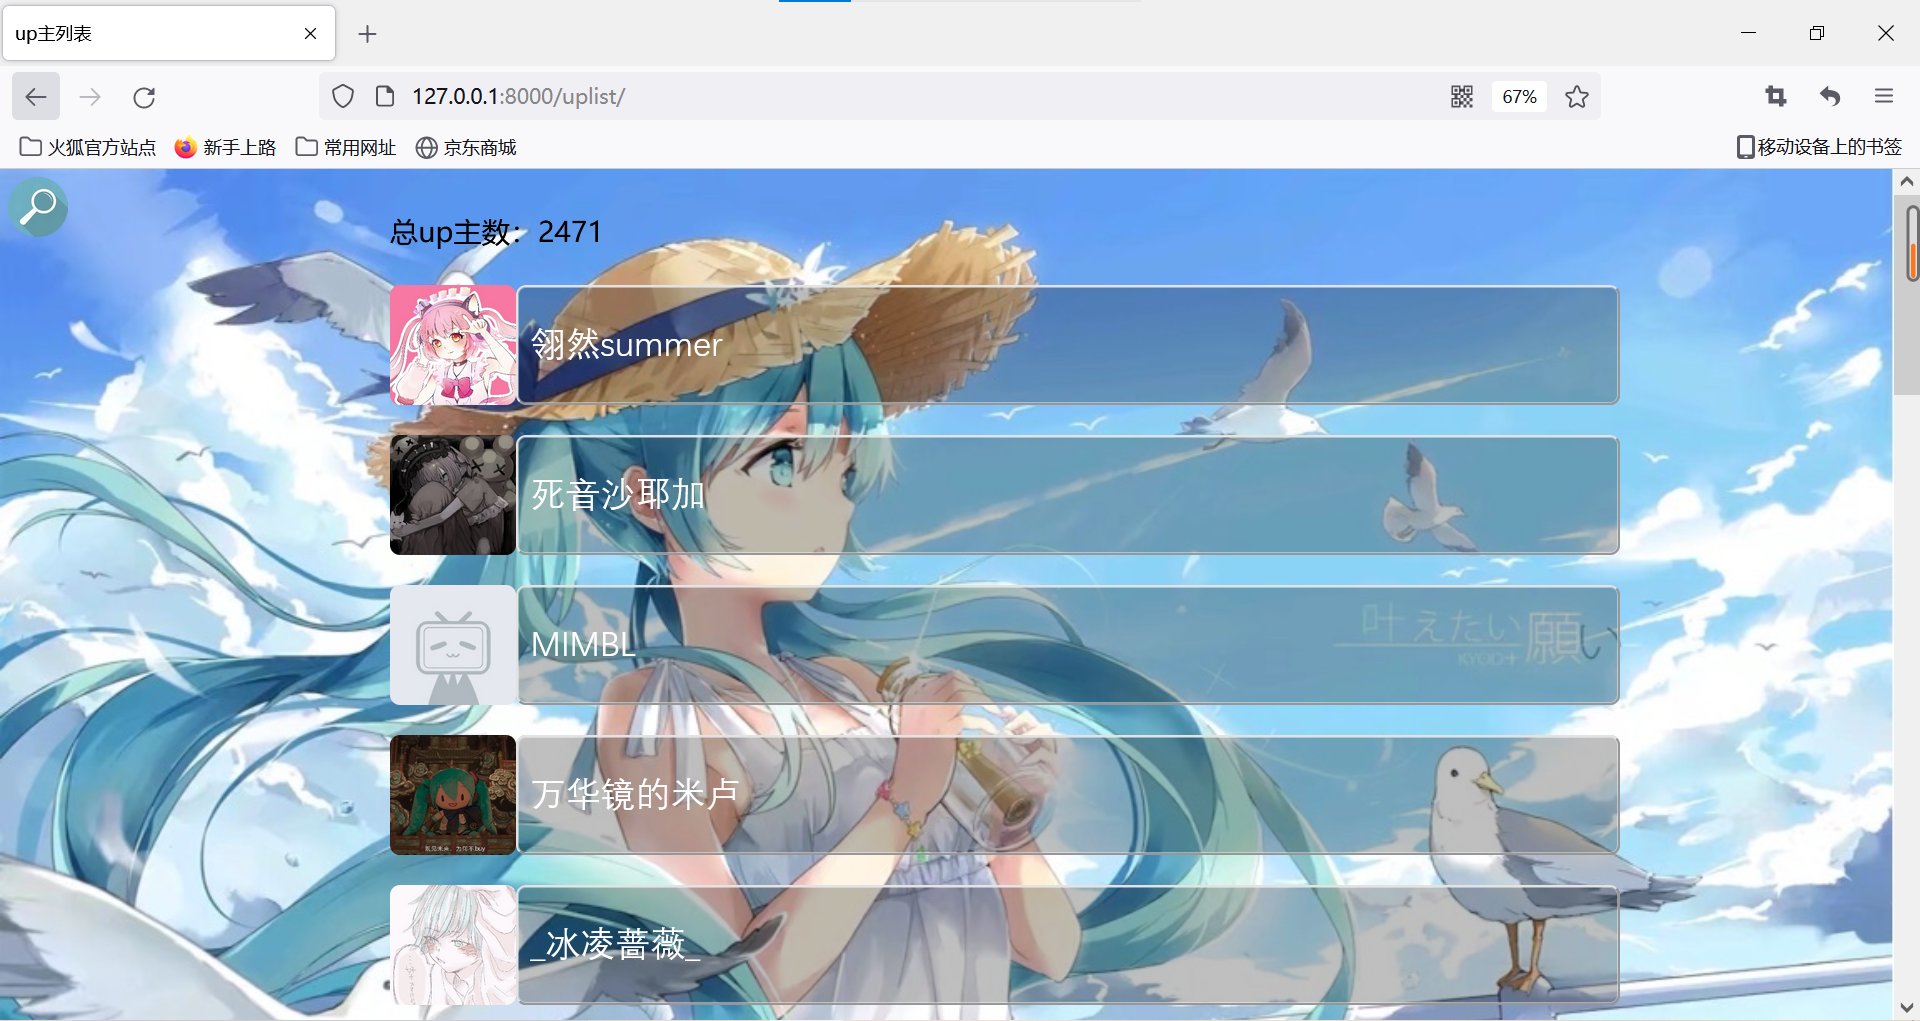 up主列表
127.0.0.1:8000/uplist/
67%
火狐官方站点
新手上路
常用网址
京东商城
移动设备上的书签
总up主数：2471
翎然summer
死音沙耶加
叶えたい願い
MIMBL
万华镜的米卢
_冰凌蔷薇_